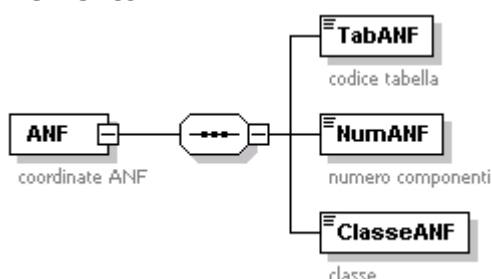 TabANF
codice tabella
ANF
coordinate ANF
NumANF
numero componenti
ClasseANF
classe